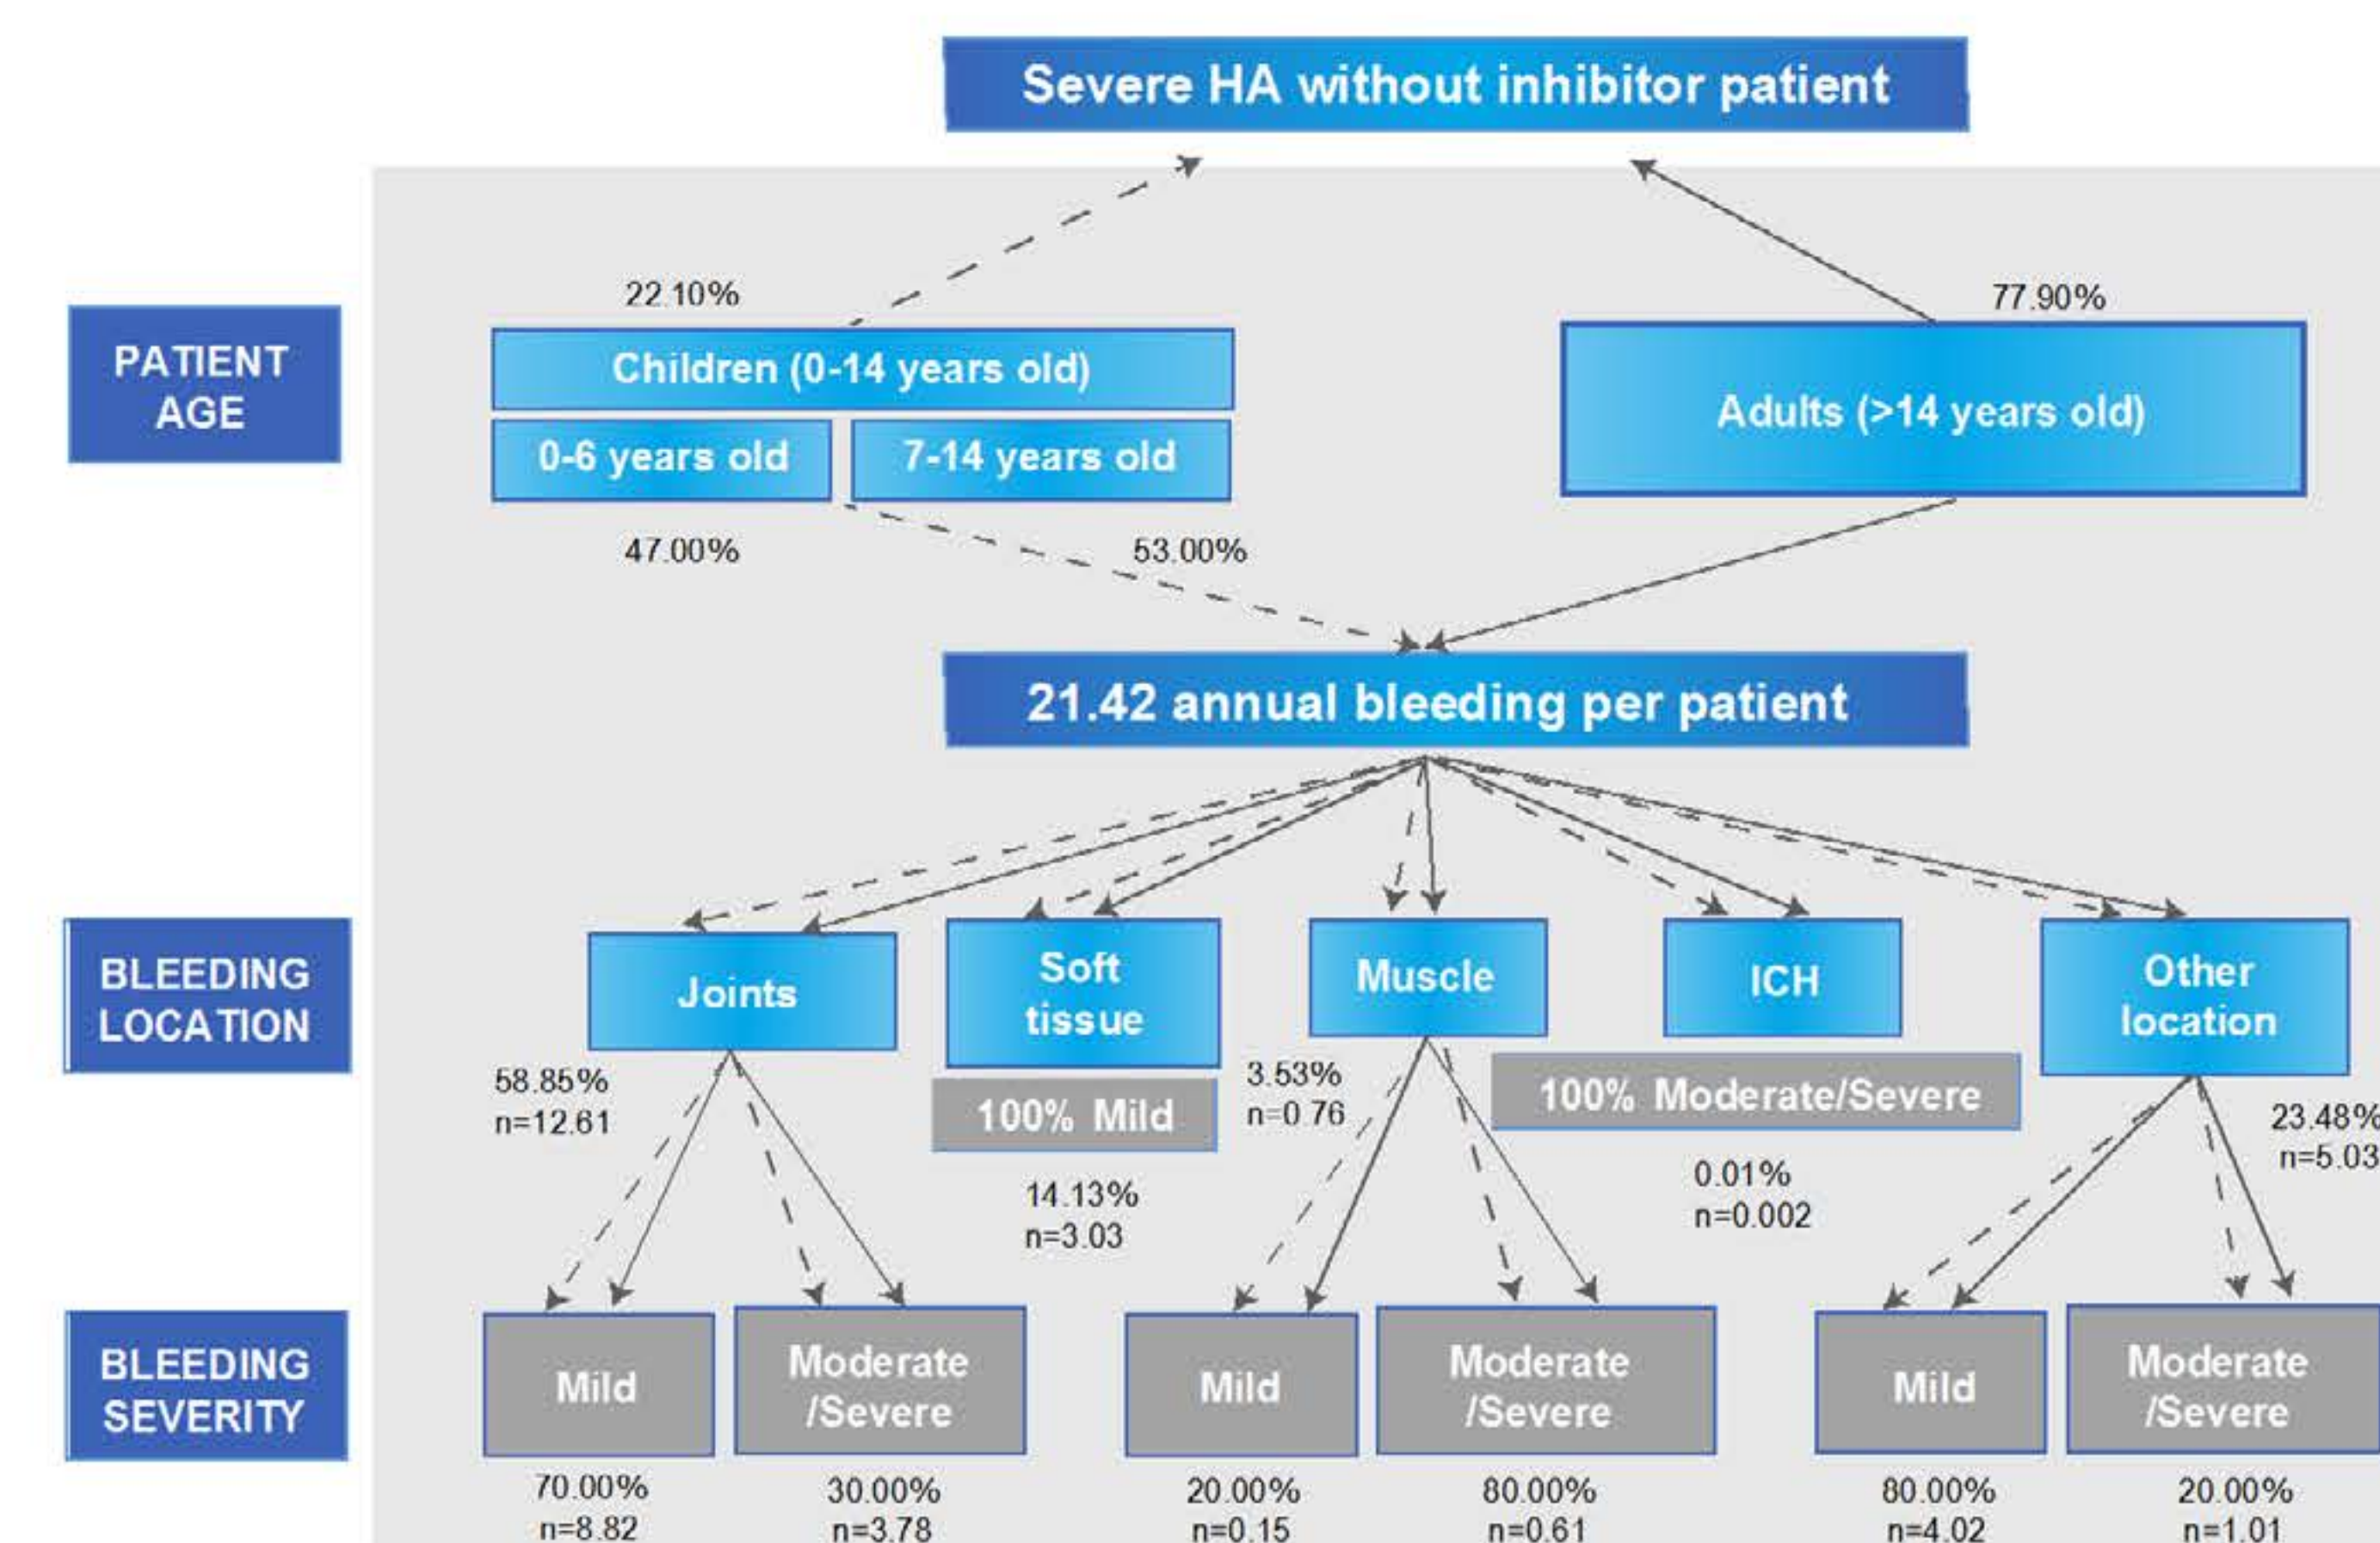 Severe HA without inhibitor patient
PATIENT
AGE
22.10%
77.90%
Children (0-14 years old)
0-6 years old
7-14 years old
Adults (>14 years old)
47.00%
53.00%
21.42 annual bleeding per patient
BLEEDING
LOCATION
Joints
Soft
tissue
Muscle
ICH
Other
location
58.85%
n=12.61
100% Mild
14.13%
n=3.03
3.53%
n=0.76
100% Moderate/Severe
0.01%
n=0.002
23.48%
n=5.03
BLEEDING
SEVERITY
Mild
Moderate
/Severe
Mild
Moderate
/Severe
Mild
Moderate
/Severe
70.00%
n=8.82
30.00%
n=3.78
20.00%
n=0.15
80.00%
n=0.61
80.00%
n=4.02
20.00%
n=1.01